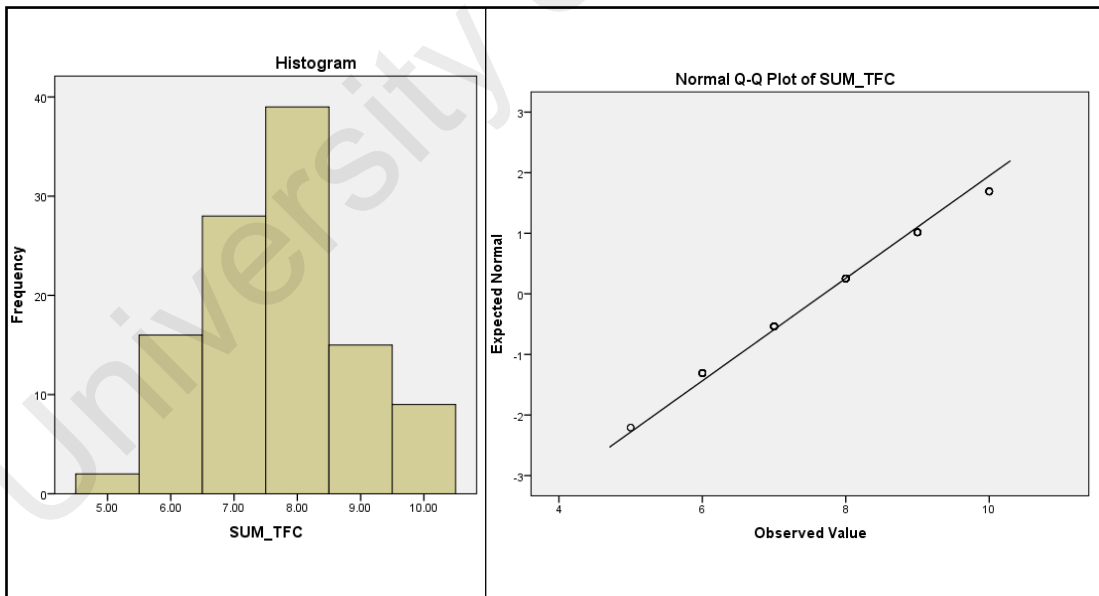 Histogram
40
30
20
10
0
Frequency
5.00 6.00 7.00 8.00 9.00 10.00
SUM_TFC
Normal Q-Q Plot of SUM_TFC
3
2
1
0
-1
-2
-3
Expected Normal
4 6 8 10
Observed Value
University